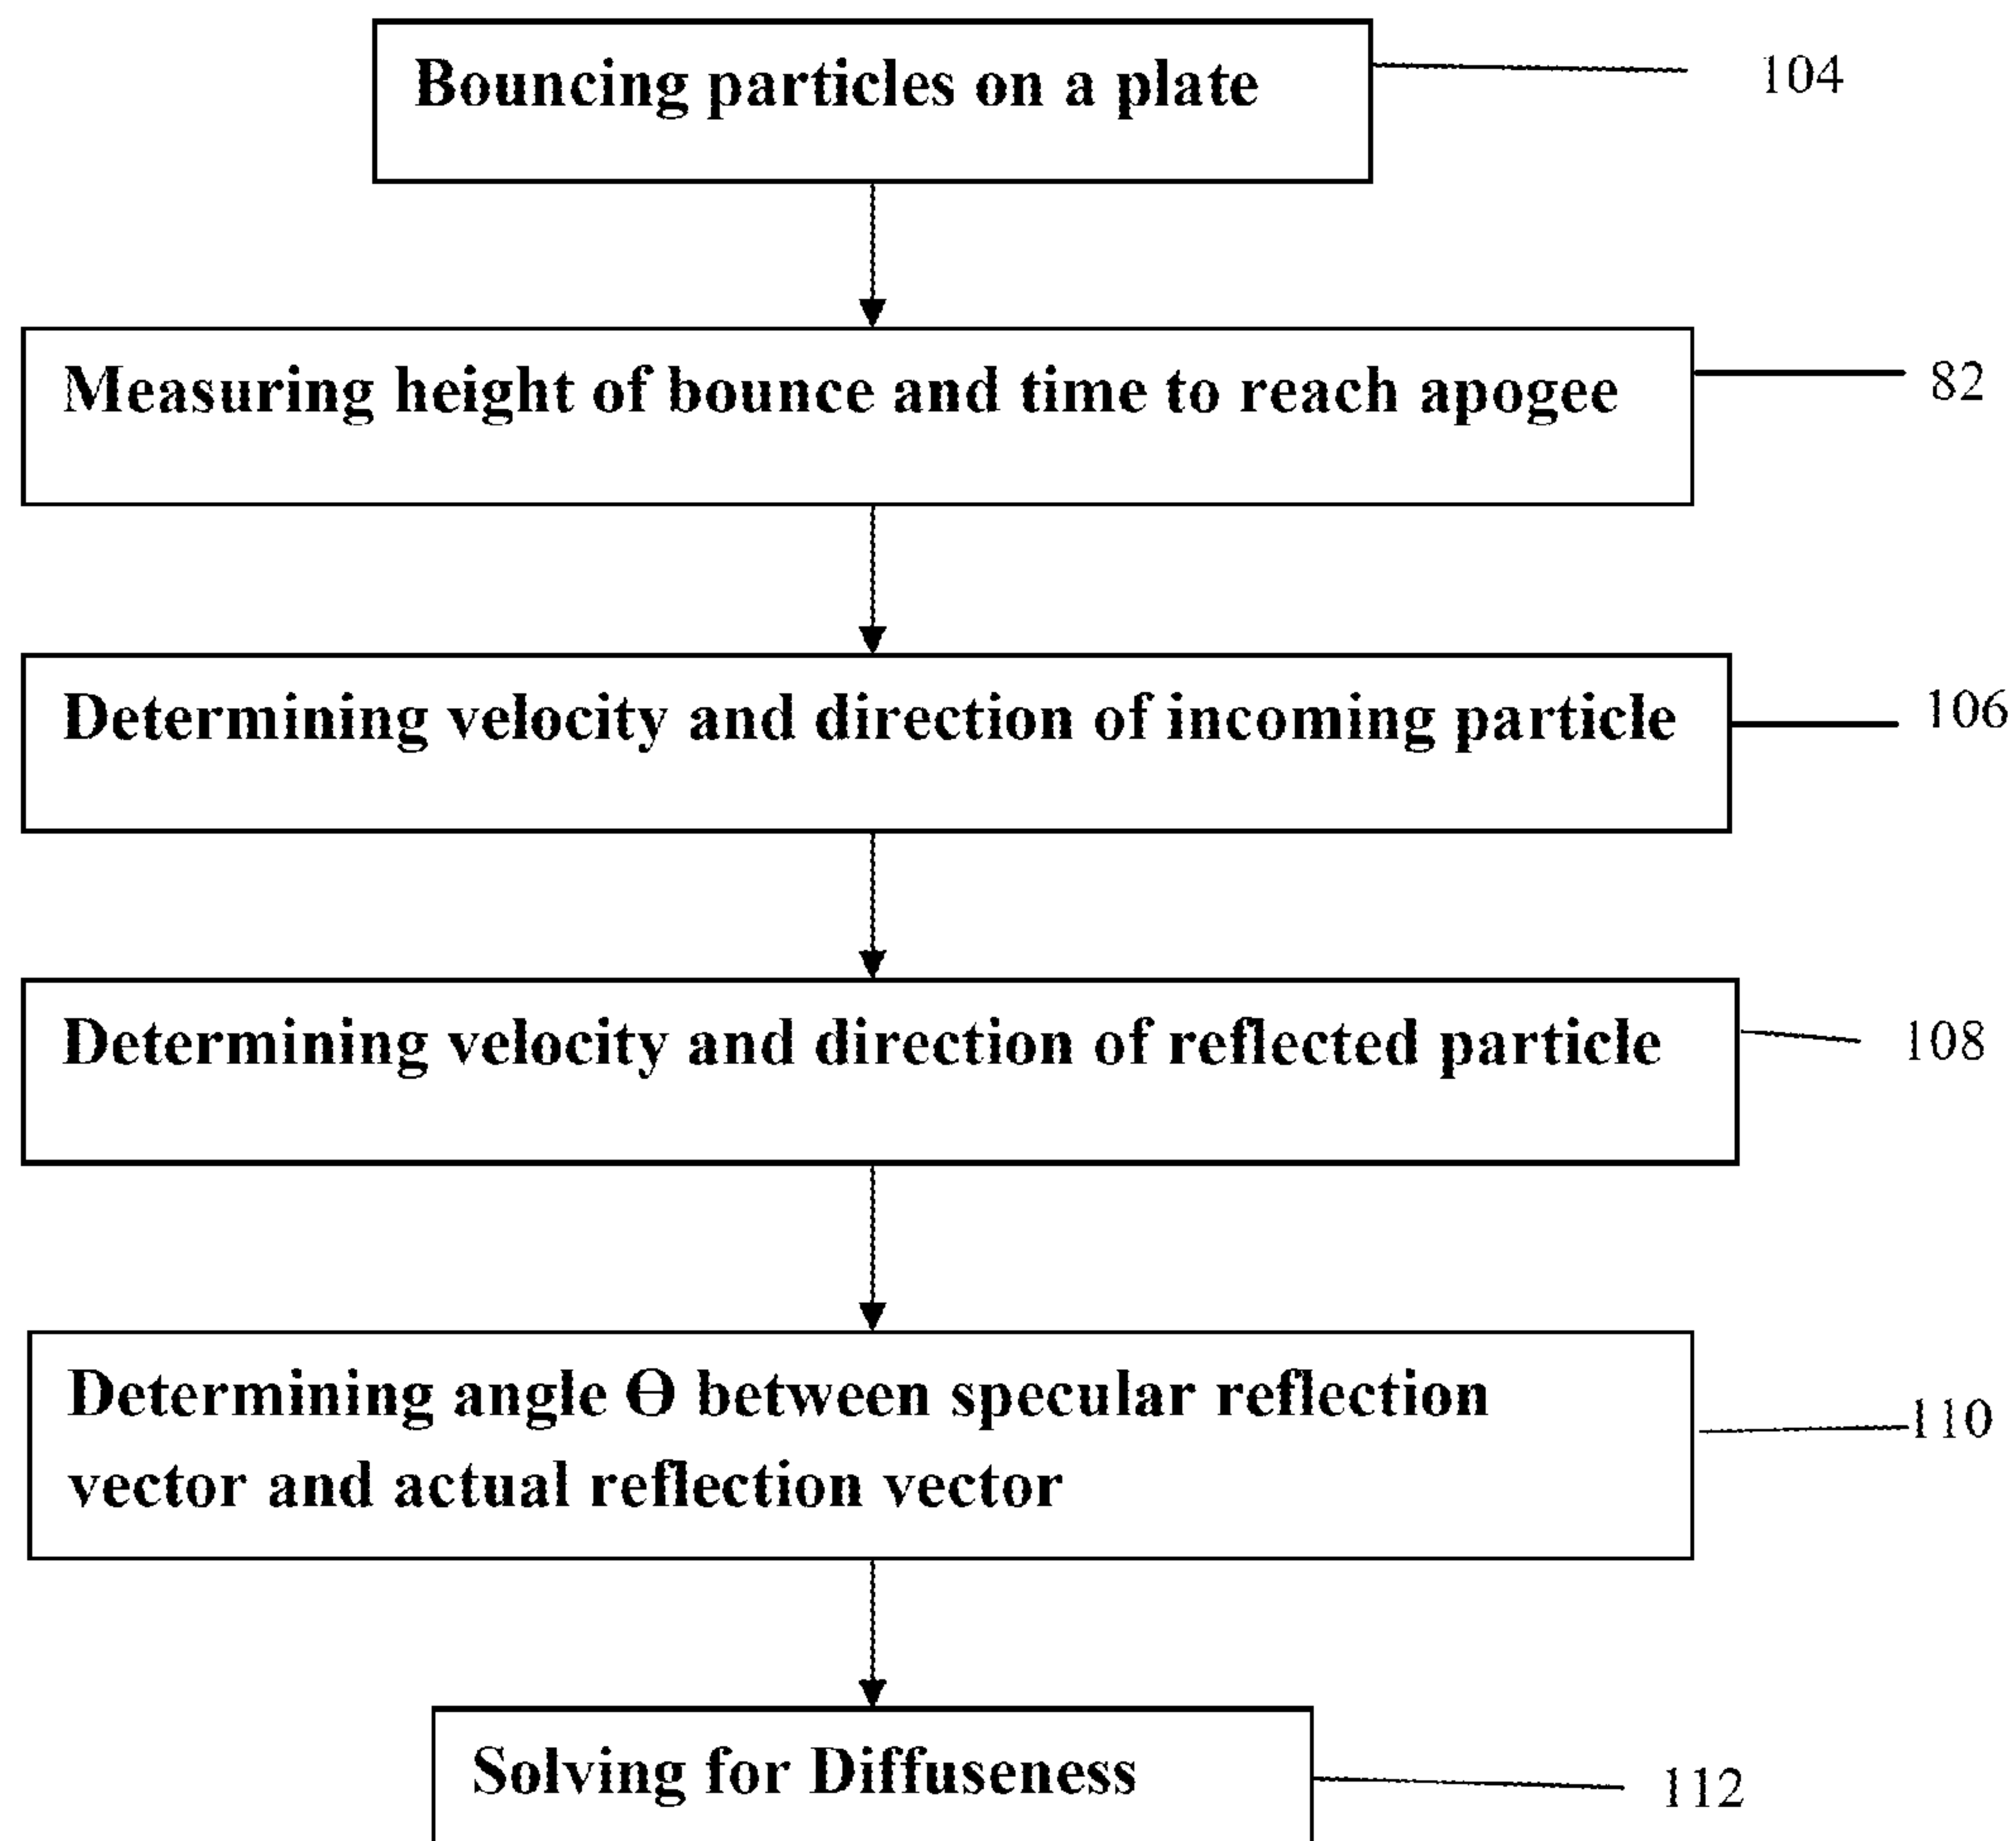 Bouncing particles on a plate
104
Measuring height of bounce and time to reach apogee
82
Determining velocity and direction of incoming particle
106
Determining velocity and direction of reflected particle
108
Determining angle Θ between specular reflection
vector and actual reflection vector
110
Solving for Diffuseness
112